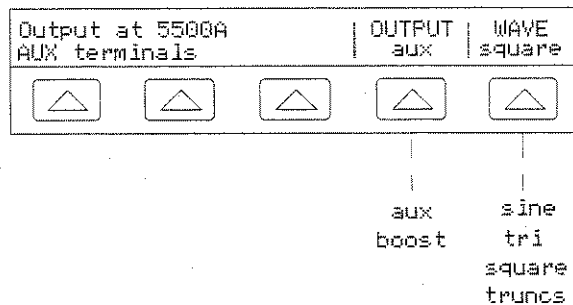 Output at 5500A | OUTPUT | WAVE
AUX terminals | aux | square
aux sine
boost tri
square
truncs